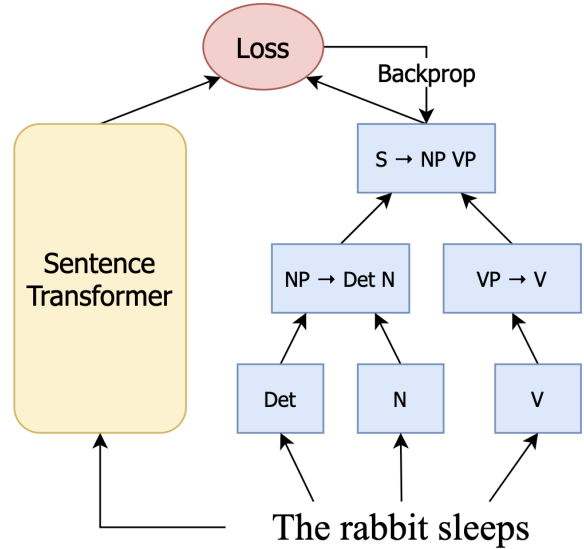 Loss
Backprop
S → NP VP
Sentence
Transformer
NP → Det N
VP → V
Det
N
V
The rabbit sleeps